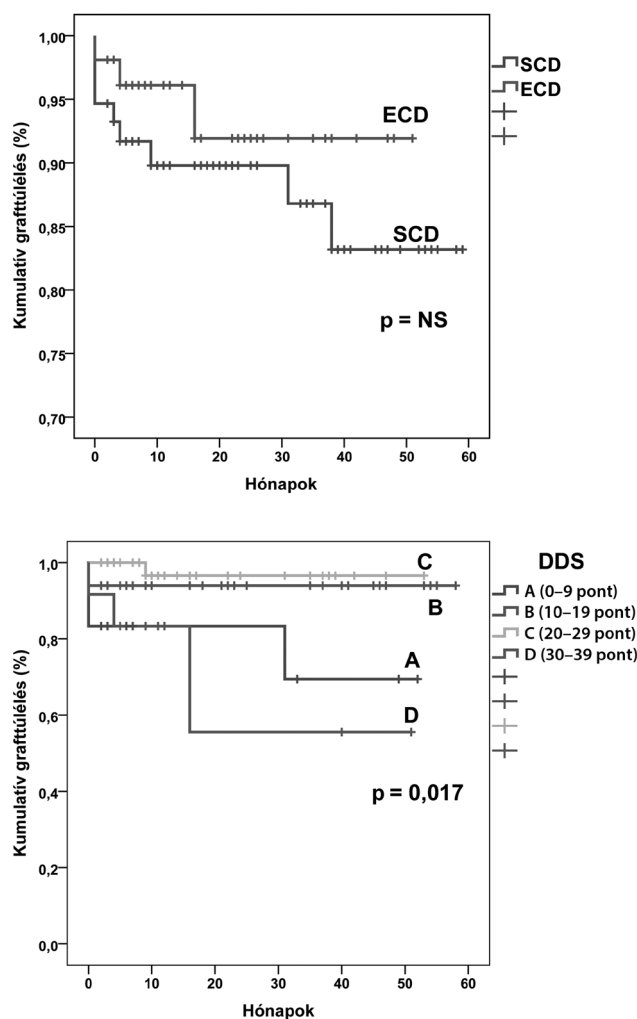 1,00
0,95
0,90
0,85
0,80
0,75
0,70
Kumulatív grafttúlélés (%)
ECD
SCD
p = NS
SCD
ECD
0 10 20 30 40 50 60
Hónapok
1,0
0,8
0,6
0,4
0,2
0,0
Kumulatív grafttúlélés (%)
C
B
A
D
p = 0,017
DDS
A (0–9 pont)
B (10–19 pont)
C (20–29 pont)
D (30–39 pont)
0 10 20 30 40 50 60
Hónapok